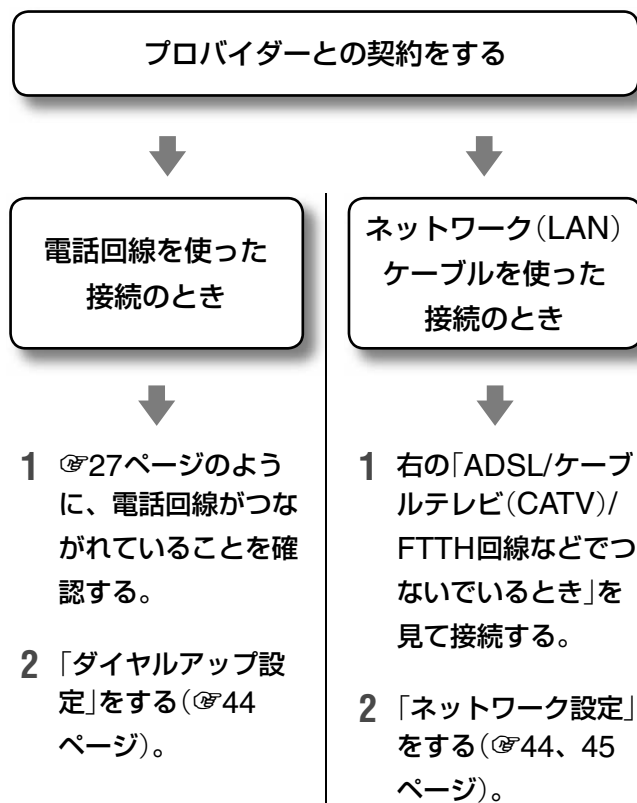 プロバイダーとの契約をする
電話回線を使った
接続のとき
1 ☞27ページのよう
に、電話回線がつな
がれていることを確
認する。
2 「ダイヤルアップ設
定」をする(☞44
ページ)。
ネットワーク(LAN)
ケーブルを使った
接続のとき
1 右の「ADSL/ケーブ
ルテレビ(CATV)/
FTTH回線などでつ
ないでいるとき」を
見て接続する。
2 「ネットワーク設定」
をする(☞44、45
ページ)。